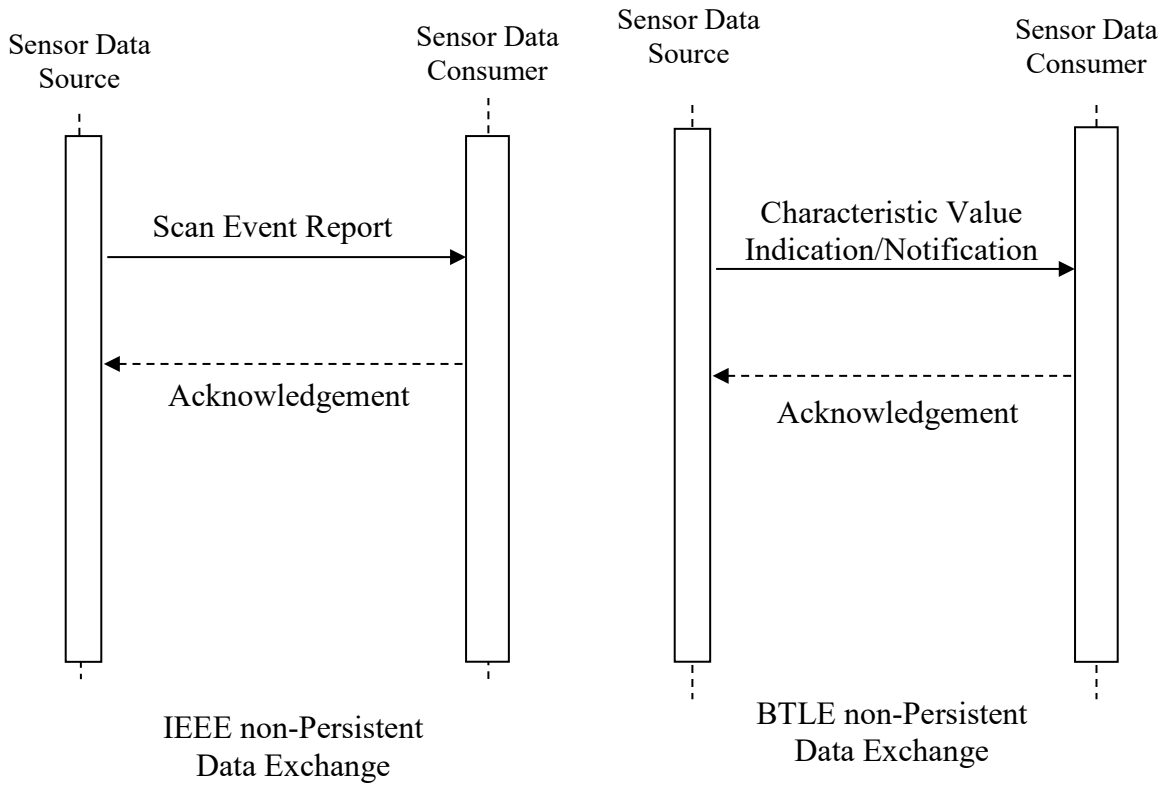 Sensor Data
Source
Sensor Data
Consumer
Scan Event Report
Acknowledgement
IEEE non-Persistent
Data Exchange
Sensor Data
Source
Sensor Data
Consumer
Characteristic Value
Indication/Notification
Acknowledgement
BTLE non-Persistent
Data Exchange